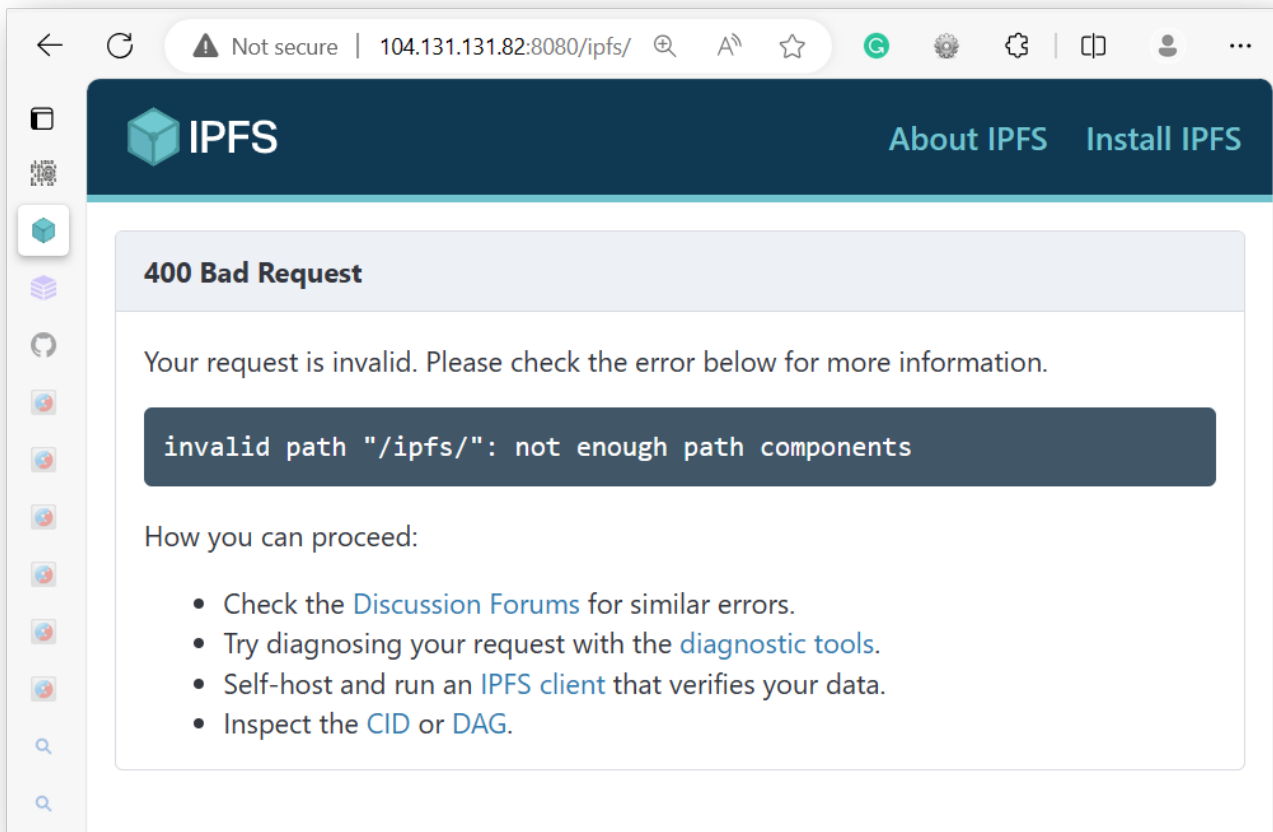 Not secure | 104.131.131.82:8080/ipfs/
IPFS
About IPFS Install IPFS
400 Bad Request
Your request is invalid. Please check the error below for more information.
invalid path "/ipfs/": not enough path components
How you can proceed:
• Check the Discussion Forums for similar errors.
• Try diagnosing your request with the diagnostic tools.
• Self-host and run an IPFS client that verifies your data.
• Inspect the CID or DAG.